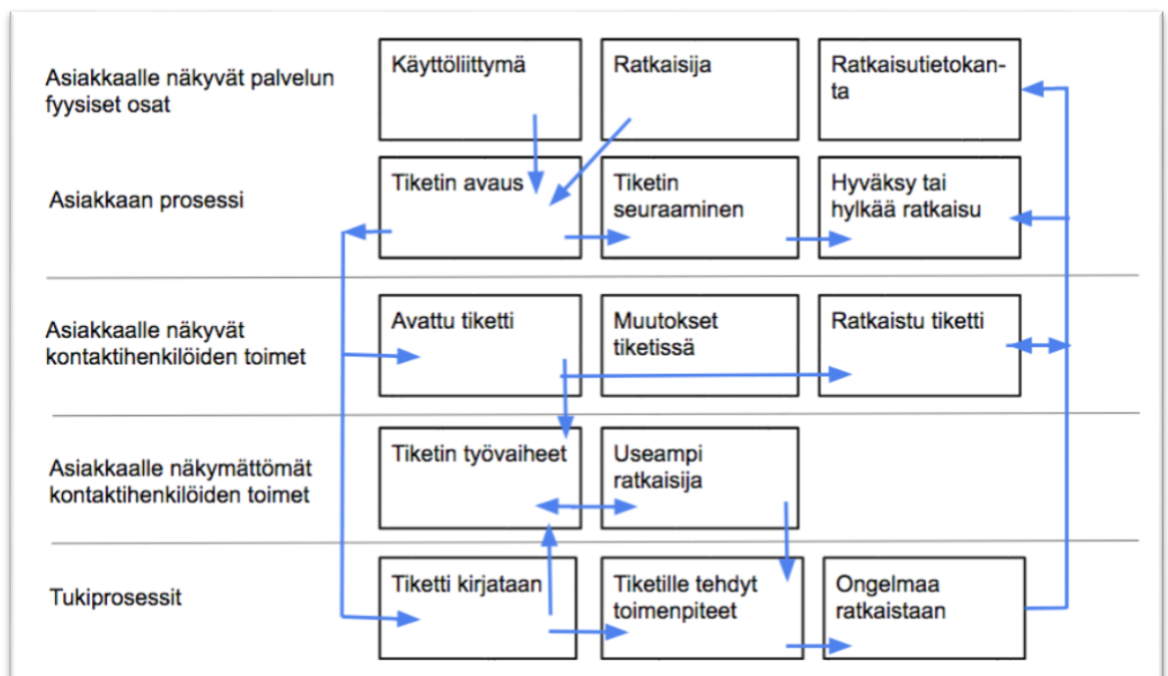 Asiakkaalle näkyvät palvelun
fyysiset osat
Käyttöliittymä
Ratkaisija
Ratkaisutietokan-
ta
Asiakkaan prosessi
Tiketin avaus
Tiketin
seuraaminen
Hyväksy tai
hylkää ratkaisu
Asiakkaalle näkyvät
kontaktihenkilöiden toimet
Avattu tiketti
Muutokset
tiketissä
Ratkaistu tiketti
Asiakkaalle näkymättömät
kontaktihenkilöiden toimet
Tiketin työvaiheet
Useampi
ratkaisija
Tukiprosessit
Tiketti kirjataan
Tiketille tehdyt
toimenpiteet
Ongelmaa
ratkaistaan